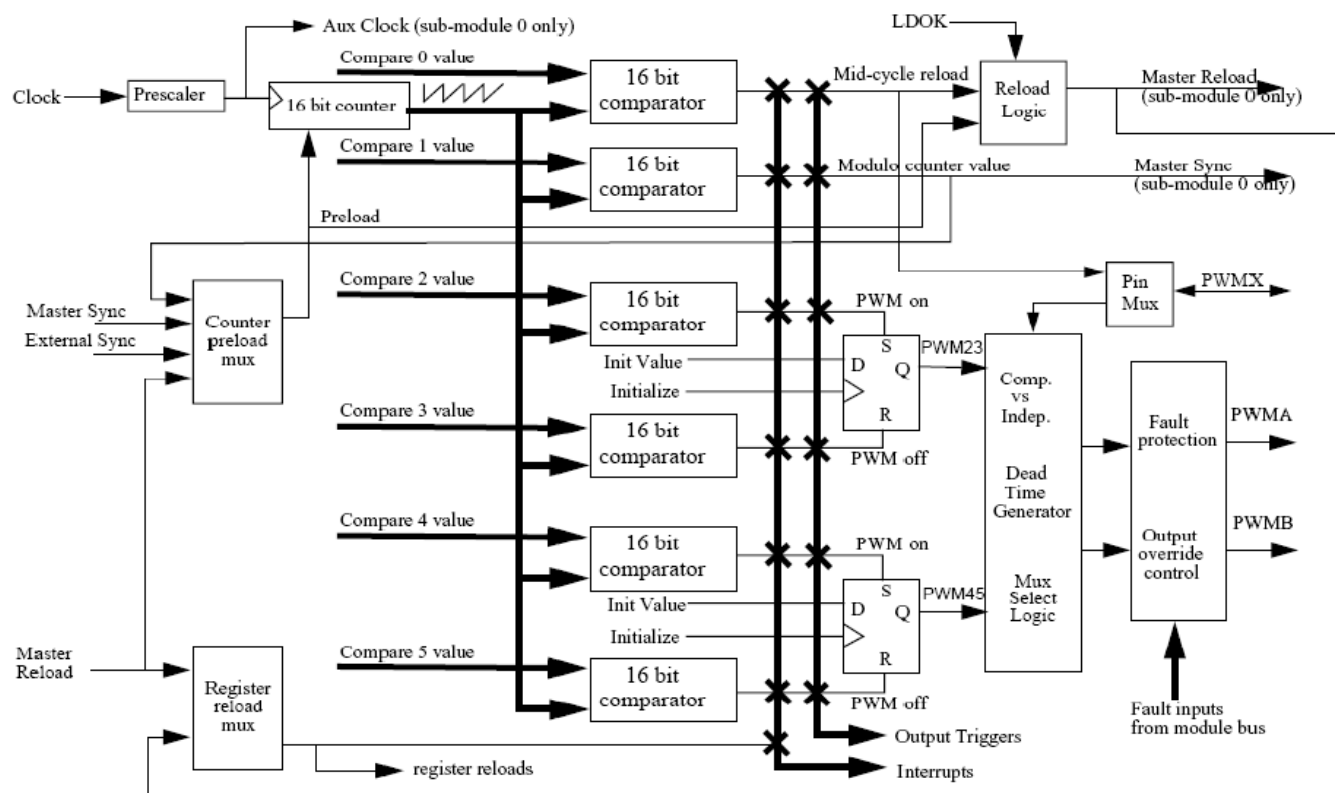 Aux Clock (sub-module 0 only)
LDOK
Compare 0 value
Clock
Prescaler
16 bit counter
16 bit
comparator
Mid-cycle reload
Reload
Logic
Master Reload
(sub-module 0 only)
Compare 1 value
16 bit
comparator
Modulo counter value
Master Sync
(sub-module 0 only)
Preload
Compare 2 value
16 bit
comparator
PWM on
Pin
Mux
PWMX
Master Sync
External Sync
Counter
preload
mux
Init Value
Initialize
S
D
Q
R
PWM23
Comp.
vs
Indep.
Dead
Time
Generator
Mux
Select
Logic
Compare 3 value
16 bit
comparator
PWM off
Fault
protection
Output
override
control
PWMA
PWMB
Compare 4 value
16 bit
comparator
PWM on
Init Value
Initialize
S
D
Q
R
PWM45
Master
Reload
Register
reload
mux
Compare 5 value
16 bit
comparator
PWM off
Fault inputs
from module bus
Output Triggers
register reloads
Interrupts